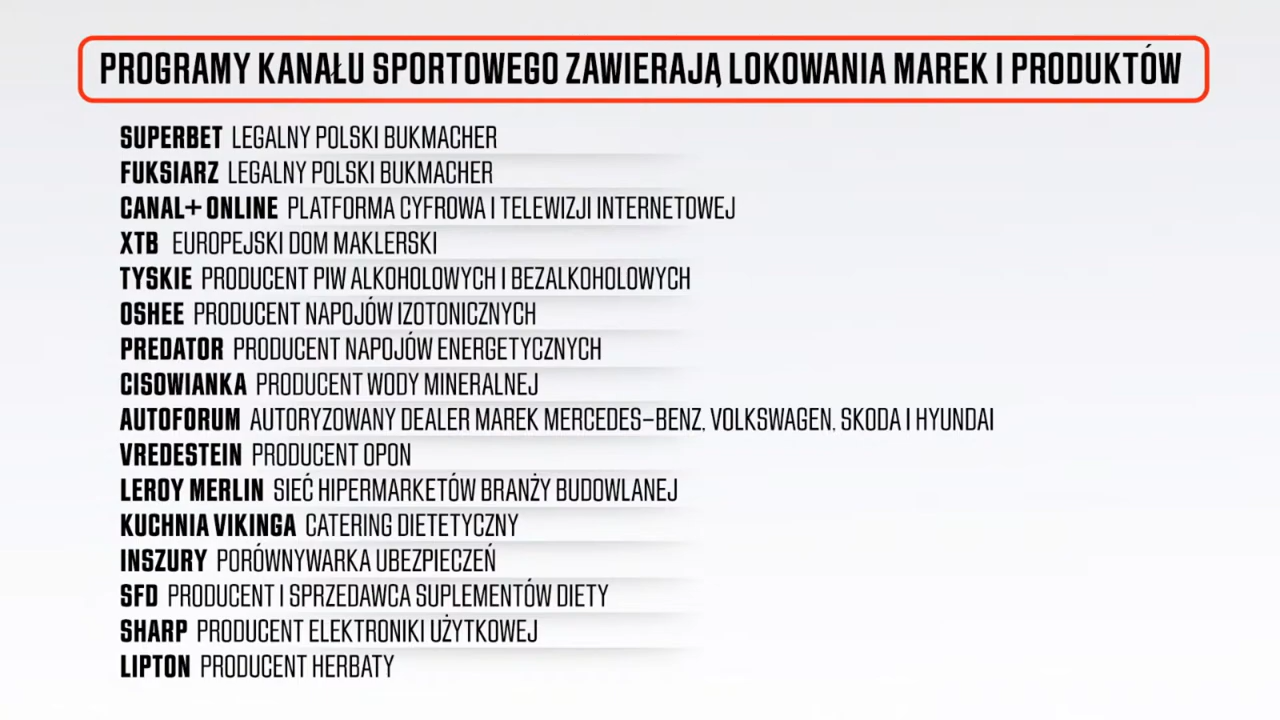 PROGRAMY KANAŁU SPORTOWEGO ZAWIERAJĄ LOKOWANIA MAREK I PRODUKTÓW
SUPERBET LEGALNY POLSKI BUKMACHER
FUKSIARZ LEGALNY POLSKI BUKMACHER
CANAL+ ONLINE PLATFORMA CYFROWA I TELEWIZJI INTERNETOWEJ
XTB EUROPEJSKI DOM MAKLERSKI
TYSKIE PRODUCENT PIW ALKOHOLOWYCH I BEZALKOHOLOWYCH
OSHEE PRODUCENT NAPOJÓW IZOTONICZNYCH
PREDATOR PRODUCENT NAPOJÓW ENERGETYCZNYCH
CISOWIANKA PRODUCENT WODY MINERALNEJ
AUTOFORUM AUTORYZOWANY DEALER MAREK MERCEDES-BENZ, VOLKSWAGEN, SKODA I HYUNDAI
VREDESTEIN PRODUCENT OPON
LEROY MERLIN SIEĆ HIPERMARKETÓW BRANŻY BUDOWLANEJ
KUCHNIA VIKINGA CATERING DIETETYCZNY
INSZURY PORÓWNYWARKA UBEZPIECZEŃ
SFD PRODUCENT I SPRZEDAWCA SUPLEMENTÓW DIETY
SHARP PRODUCENT ELEKTRONIKI UŻYTKOWEJ
LIPTON PRODUCENT HERBATY